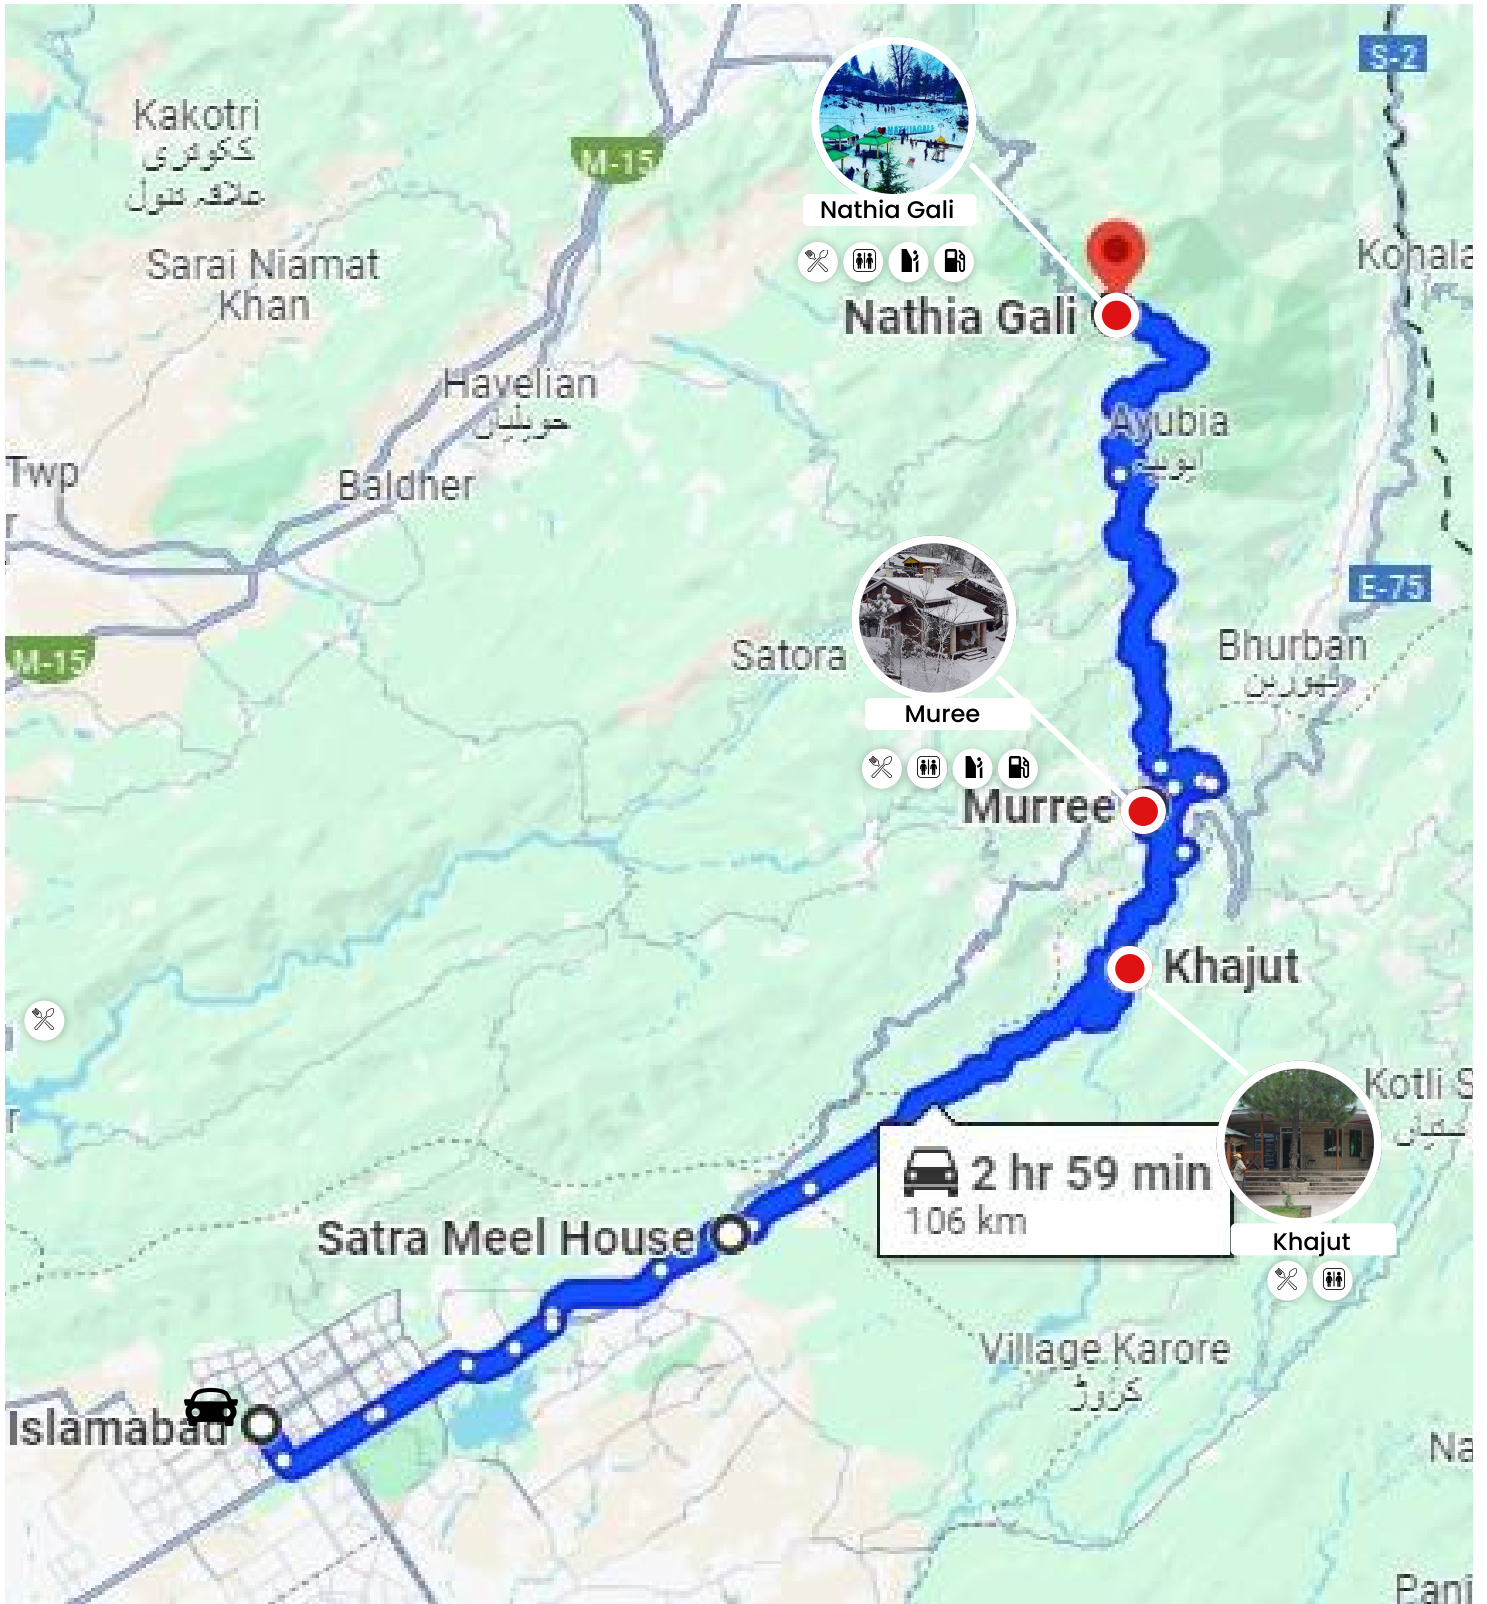 S-2
Kakotri
ککوتری
علاقہ تنول
M-15
NATHIAGALI
Nathia Gali
Sarai Niamat
Khan
Kohala
Nathia Gali
Havelian
حویلیاں
Ayubia
ایوبیہ
Twp
Baldher
r
E-75
M-15
Satora
Bhurban
بھوربن
Muree
Murree
Khajut
Kotli S
r
2 hr 59 min
106 km
Satra Meel House
Khajut
Village Karore
کروڑ
Islamabad
Na
Pani